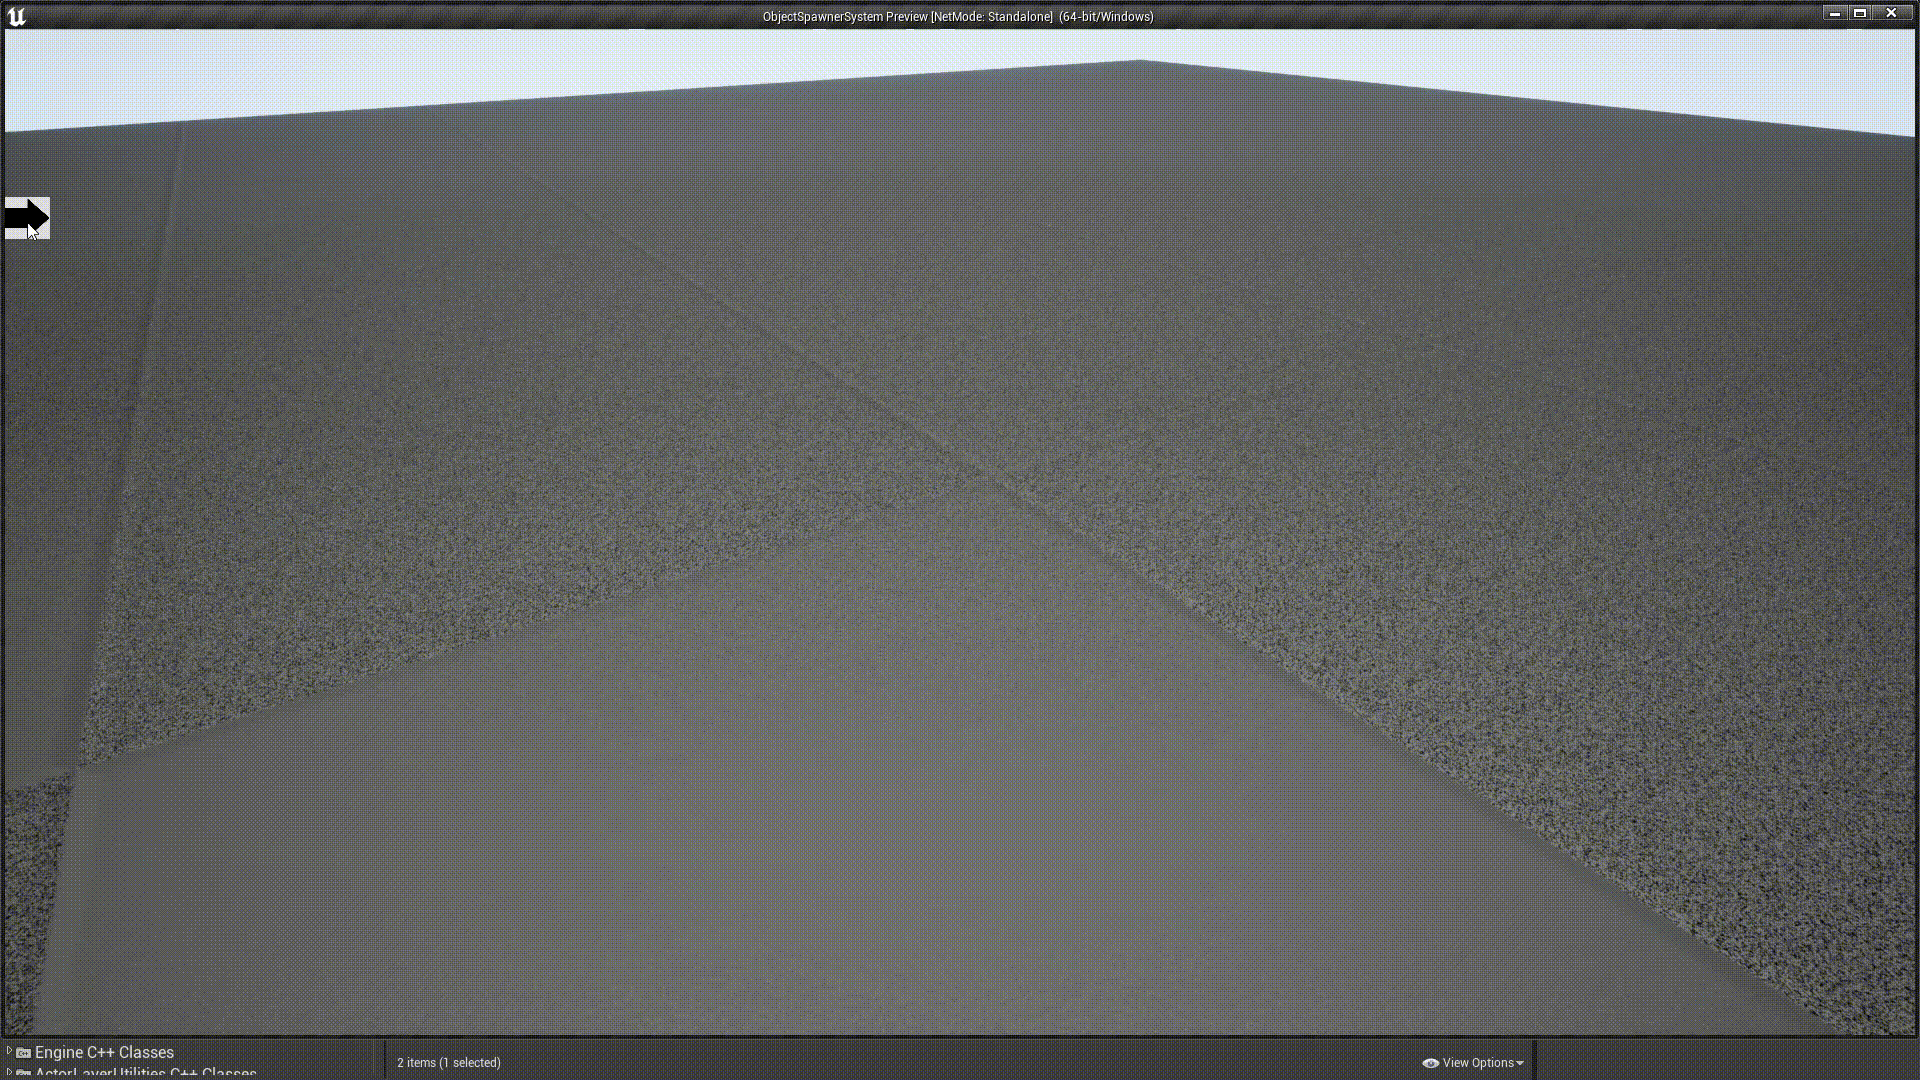 ObjectSpawnerSystem Preview [NetMode: Standalone] (64-bit/Windows)
Engine C++ Classes
2 items (1 selected)
View Options
ActorLayerUtilities C++ Classes